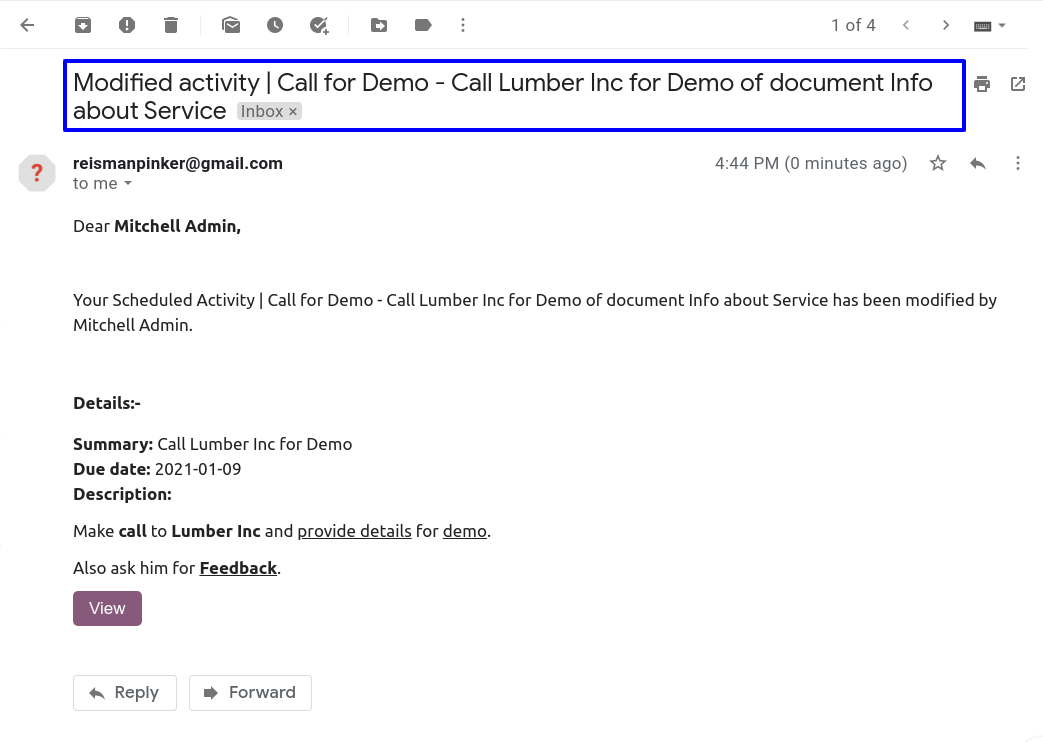 1 of 4
Modified activity | Call for Demo - Call Lumber Inc for Demo of document Info
about Service Inbox ×
reismanpinker@gmail.com 4:44 PM (0 minutes ago)
to me
Dear Mitchell Admin,
Your Scheduled Activity | Call for Demo - Call Lumber Inc for Demo of document Info about Service has been modified by
Mitchell Admin.
Details:-
Summary: Call Lumber Inc for Demo
Due date: 2021-01-09
Description:
Make call to Lumber Inc and provide details for demo.
Also ask him for Feedback.
View
Reply Forward